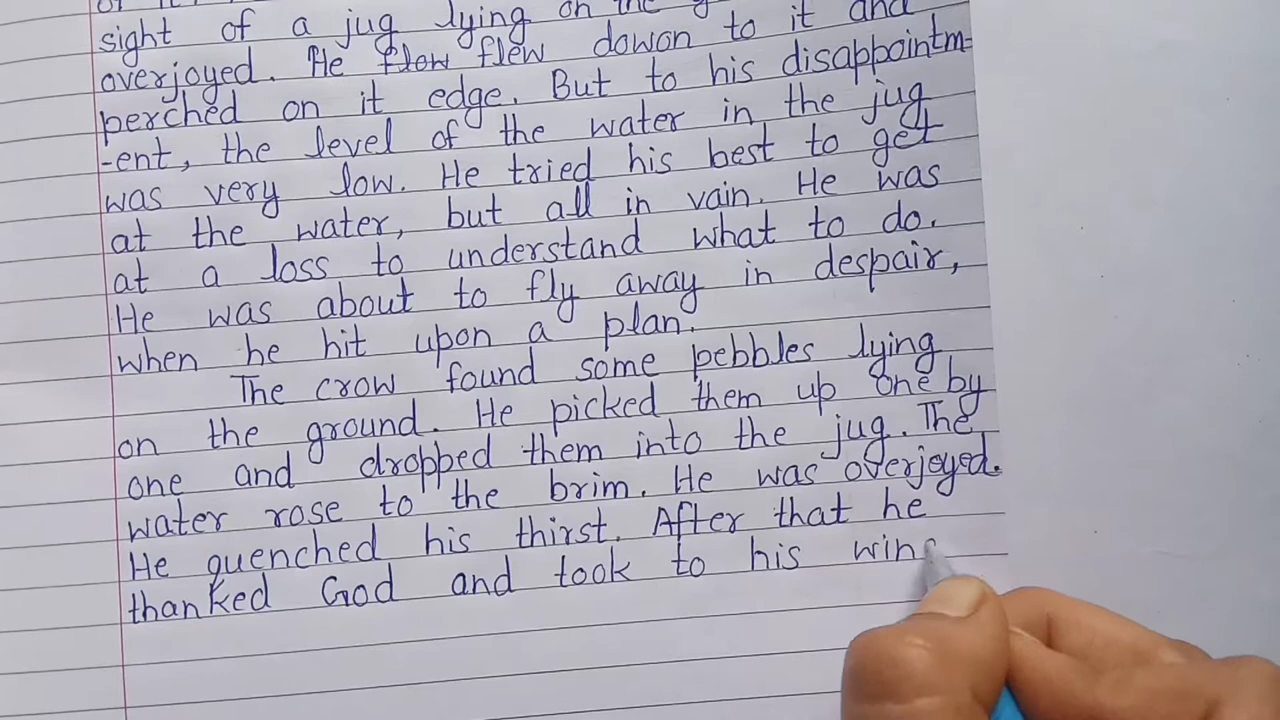 sight of a jug lying on the
overjoyed. He flow flew dowon to it and
perched on it edge. But to his disappointm-
-ent, the level of the water in the jug
was very low. He tried his best to get
at the water, but all in vain. He was
at a loss to understand what to do.
He was about to fly away in despair,
when he hit upon a plan.
The crow found some pebbles lying
on the ground. He picked them up one by
one and dropped them into the jug. The
water rose to the brim. He was overjoyed.
He quenched his thirst. After that he
thanked God and took to his win